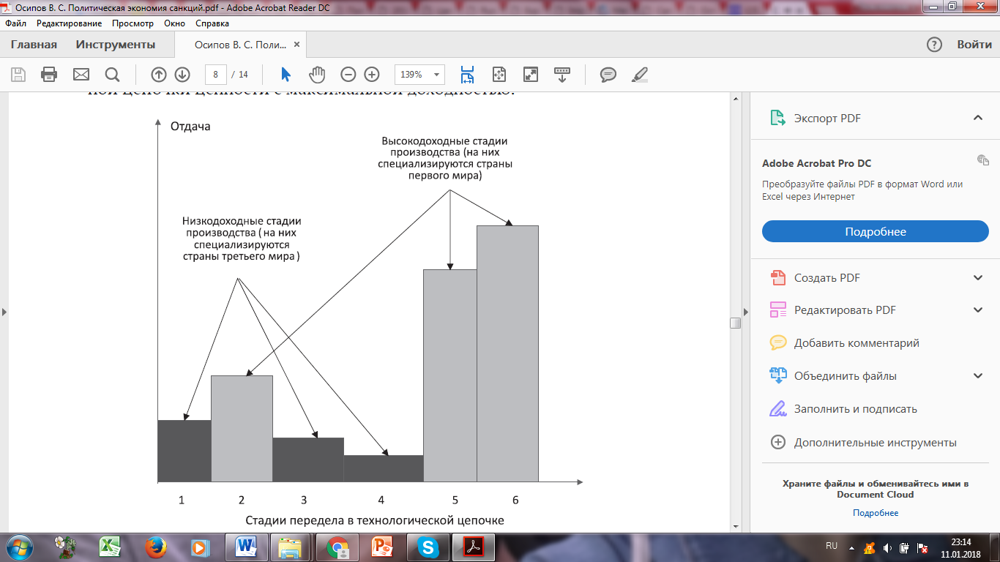 Осипов В. С. Политическая экономия санкций.pdf - Adobe Acrobat Reader DC
Файл Редактирование Просмотр Окно Справка
Главная Инструменты Осипов В. С. Поли... × Войти
8 / 14 139%
ной цепочки ценности с максимальной доходностью.
Отдача
Высокодоходные стадии
производства (на них
специализируются страны
первого мира)
Низкодоходные стадии
производства ( на них
специализируются
страны третьего мира )
1 2 3 4 5 6
Стадии передела в технологической цепочке
Экспорт PDF
Adobe Acrobat Pro DC
Преобразуйте файлы PDF в формат Word или
Excel через Интернет
Подробнее
Создать PDF
Редактировать PDF
Добавить комментарий
Объединить файлы
Заполнить и подписать
Дополнительные инструменты
Храните файлы и обменивайтесь ими в
Document Cloud
Подробнее
RU
23:14
11.01.2018